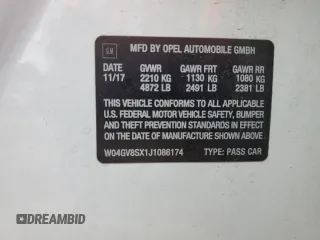 GM
MFD BY OPEL AUTOMOBILE GMBH
DATE GVWR GAWR FRT GAWR RR
11/17 2210 KG 1130 KG 1080 KG
4872 LB 2491 LB 2381 LB
THIS VEHICLE CONFORMS TO ALL APPLICABLE
U.S. FEDERAL MOTOR VEHICLE SAFETY, BUMPER
AND THEFT PREVENTION STANDARDS IN EFFECT
ON THE DATE OF MANUFACTURE SHOWN ABOVE.
W04GV8SX1J1086174 TYPE: PASS CAR
© DREAMBID